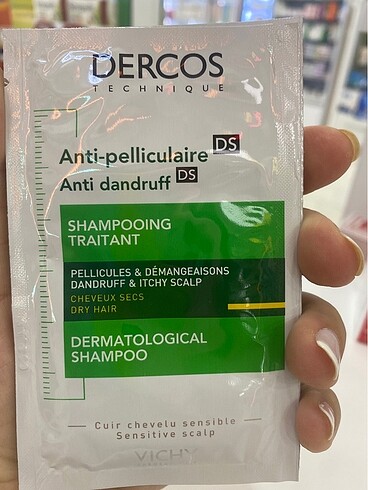 DERCOS
TECHNIQUE
Anti-pelliculaire DS
Anti dandruff DS
SHAMPOOING
TRAITANT
PELLICULES & DÉMANGEAISONS
DANDRUFF & ITCHY SCALP
CHEVEUX SECS
DRY HAIR
DERMATOLOGICAL
SHAMPOO
Cuir chevelu sensible
Sensitive scalp
VICHY